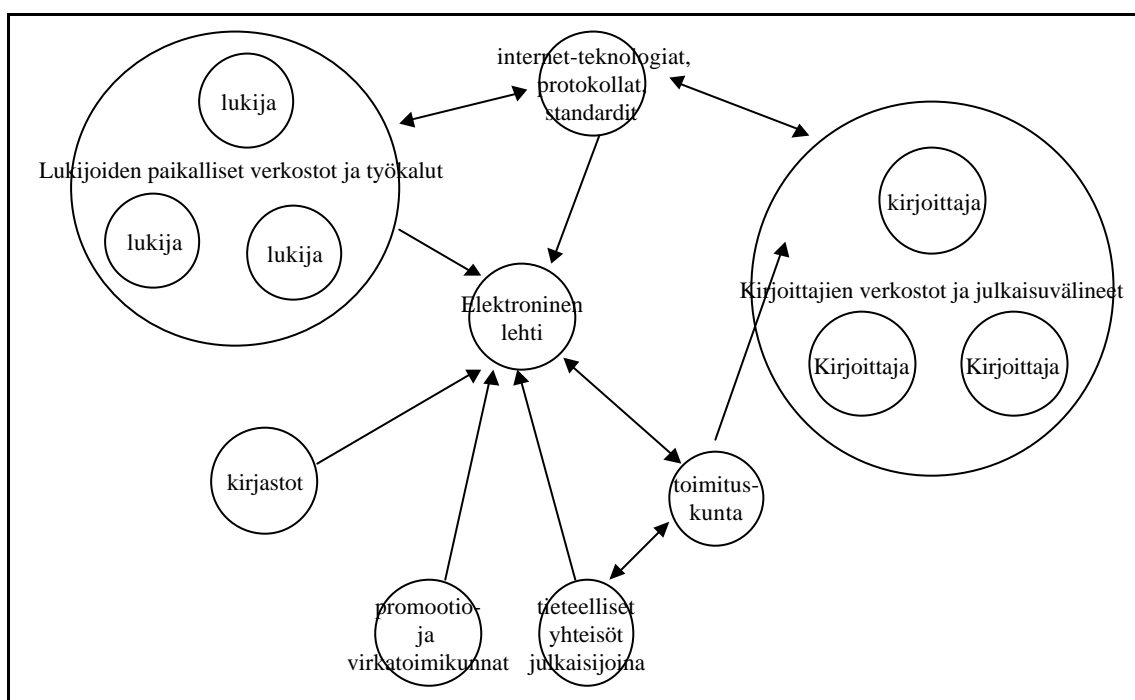 internet-teknologiat,
protokollat,
standardit
lukija
Lukijoiden paikalliset verkostot ja työkalut
lukija
lukija
kirjoittaja
Kirjoittajien verkostot ja julkaisuvälineet
Kirjoittaja
Kirjoittaja
Elektroninen
lehti
kirjastot
toimitus-
kunta
promootio-
ja
virkatoimikunnat
tieteelliset
yhteisöt
julkaisijoina